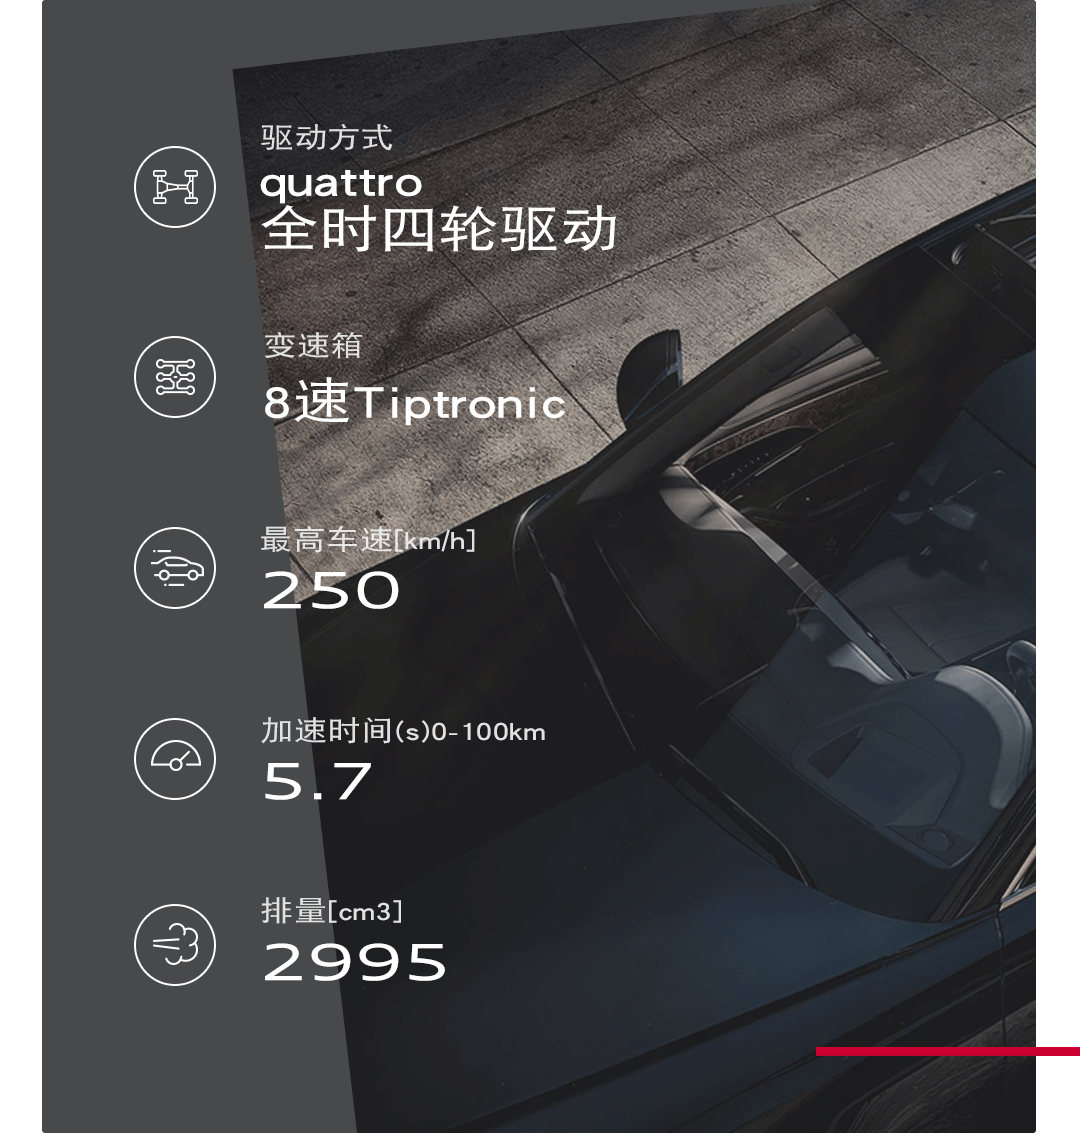 驱动方式
quattro
全时四轮驱动
变速箱
8速Tiptronic
最高车速[km/h]
250
加速时间(s)0-100km
5.7
排量[cm3]
2995